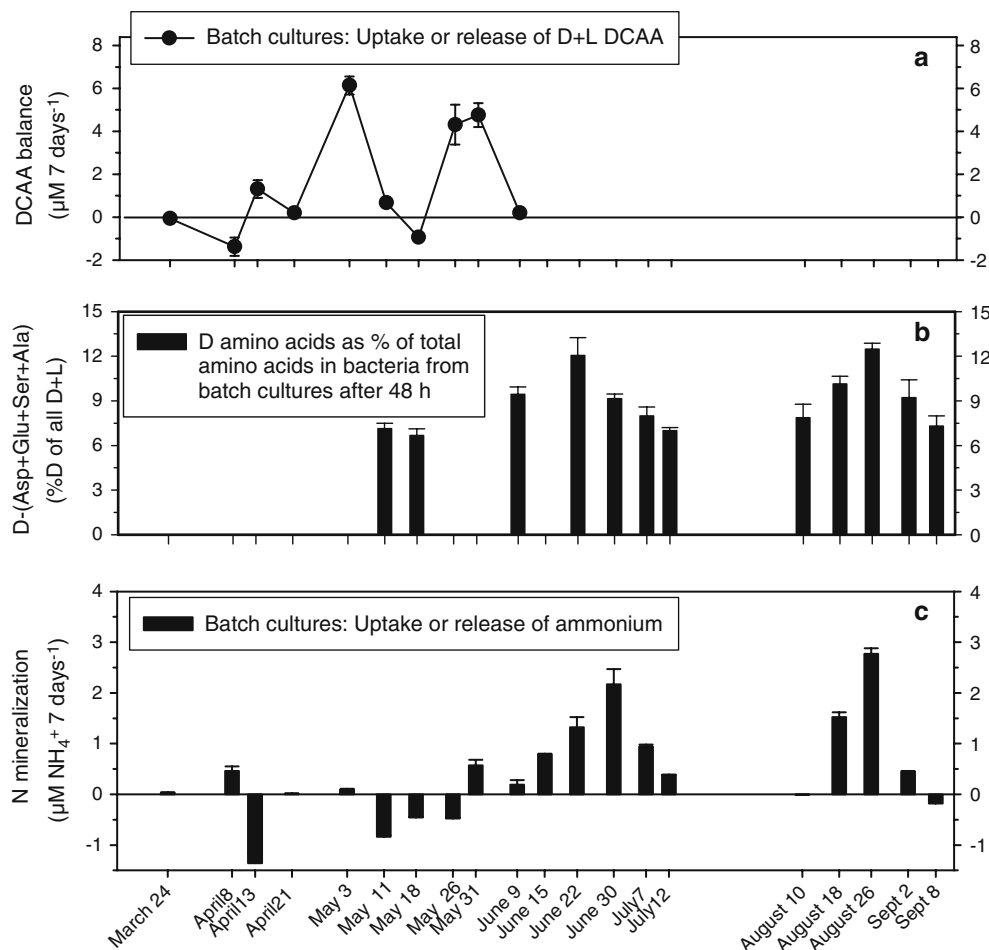 Batch cultures: Uptake or release of D+L DCAA
a
8
6
4
2
0
-2
8
6
4
2
0
-2
DCAA balance
(µM 7 days-1)
D amino acids as % of total
amino acids in bacteria from
batch cultures after 48 h
b
15
12
9
6
3
0
15
12
9
6
3
0
D-(Asp+Glu+Ser+Ala)
(%D of all D+L)
Batch cultures: Uptake or release of ammonium
c
4
3
2
1
0
-1
4
3
2
1
0
-1
N mineralization
(µM NH4+ 7 days-1)
March 24
April8
April13
April21
May 3
May 11
May 18
May 26
May 31
June 9
June 15
June 22
June 30
July7
July12
August 10
August 18
August 26
Sept 2
Sept 8